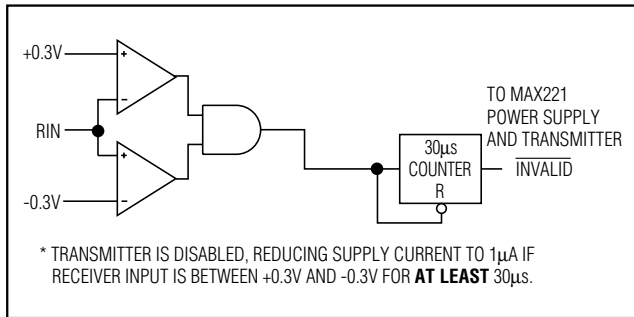 +0.3V
+
-
RIN
+
-
-0.3V
30µs
COUNTER
R
TO MAX221
POWER SUPPLY
AND TRANSMITTER
INVALID
* TRANSMITTER IS DISABLED, REDUCING SUPPLY CURRENT TO 1µA IF
RECEIVER INPUT IS BETWEEN +0.3V AND -0.3V FOR AT LEAST 30µs.